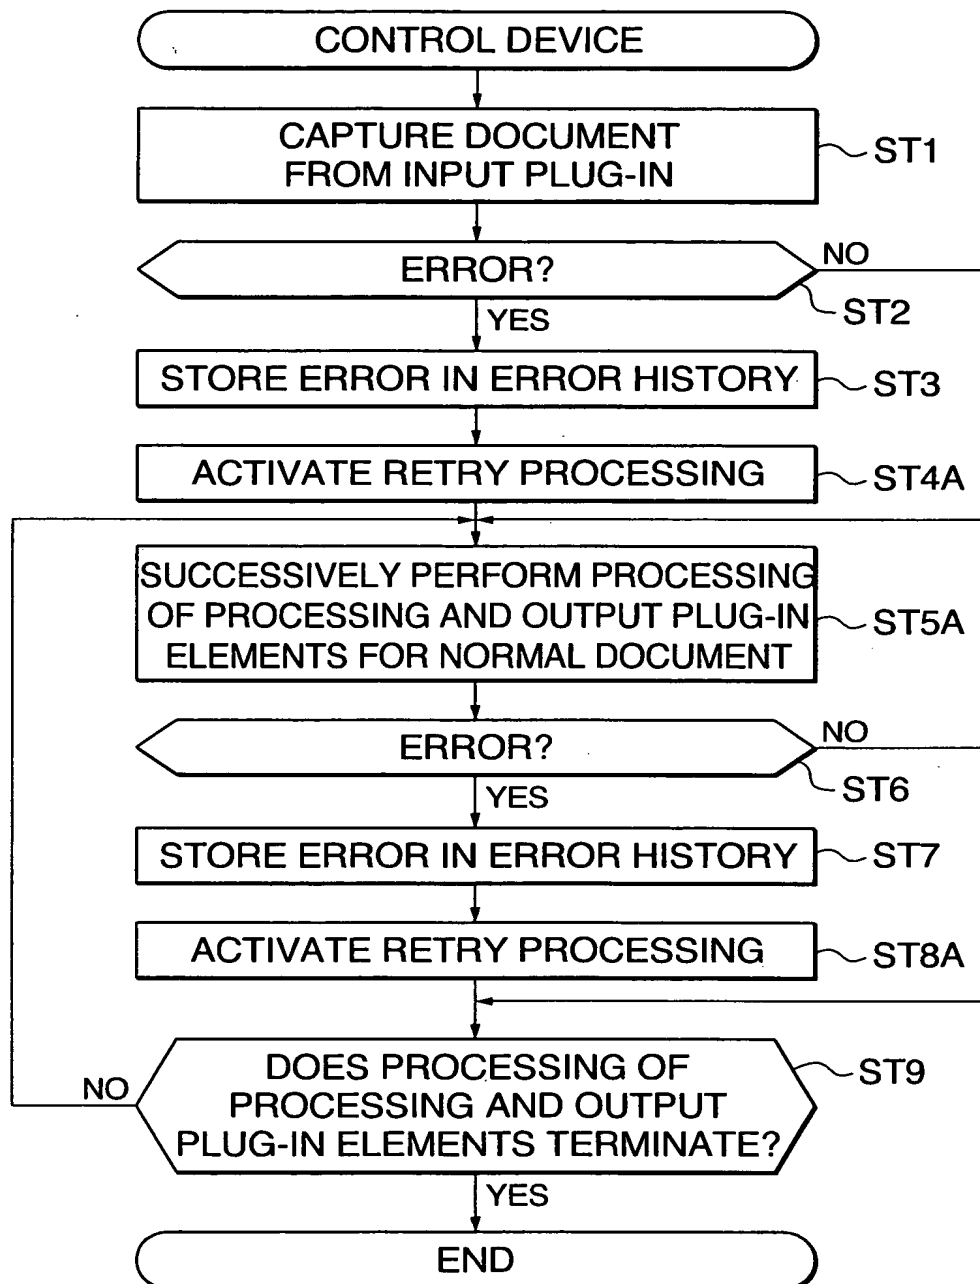 CONTROL DEVICE
CAPTURE DOCUMENT
FROM INPUT PLUG-IN
ST1
ERROR?
NO
ST2
YES
STORE ERROR IN ERROR HISTORY
ST3
ACTIVATE RETRY PROCESSING
ST4A
SUCCESSIVELY PERFORM PROCESSING
OF PROCESSING AND OUTPUT PLUG-IN
ELEMENTS FOR NORMAL DOCUMENT
ST5A
ERROR?
NO
ST6
YES
STORE ERROR IN ERROR HISTORY
ST7
ACTIVATE RETRY PROCESSING
ST8A
DOES PROCESSING OF
PROCESSING AND OUTPUT
PLUG-IN ELEMENTS TERMINATE?
ST9
NO
YES
END